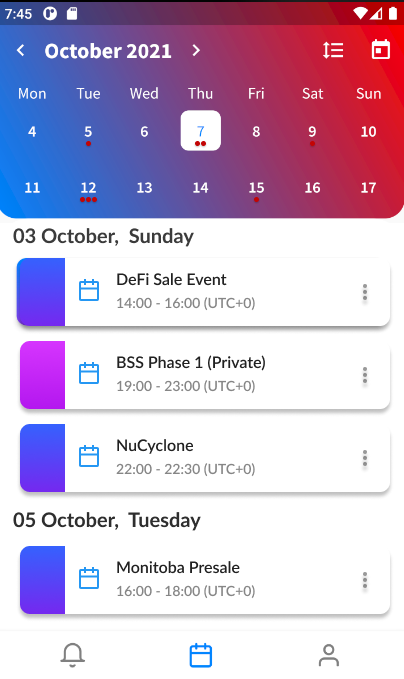 7:45
October 2021
Mon Tue Wed Thu Fri Sat Sun
4 5 6 7 8 9 10
11 12 13 14 15 16 17
03 October,  Sunday
DeFi Sale Event
14:00 - 16:00 (UTC+0)
BSS Phase 1 (Private)
19:00 - 23:00 (UTC+0)
NuCyclone
22:00 - 22:30 (UTC+0)
05 October,  Tuesday
Monitoba Presale
16:00 - 18:00 (UTC+0)